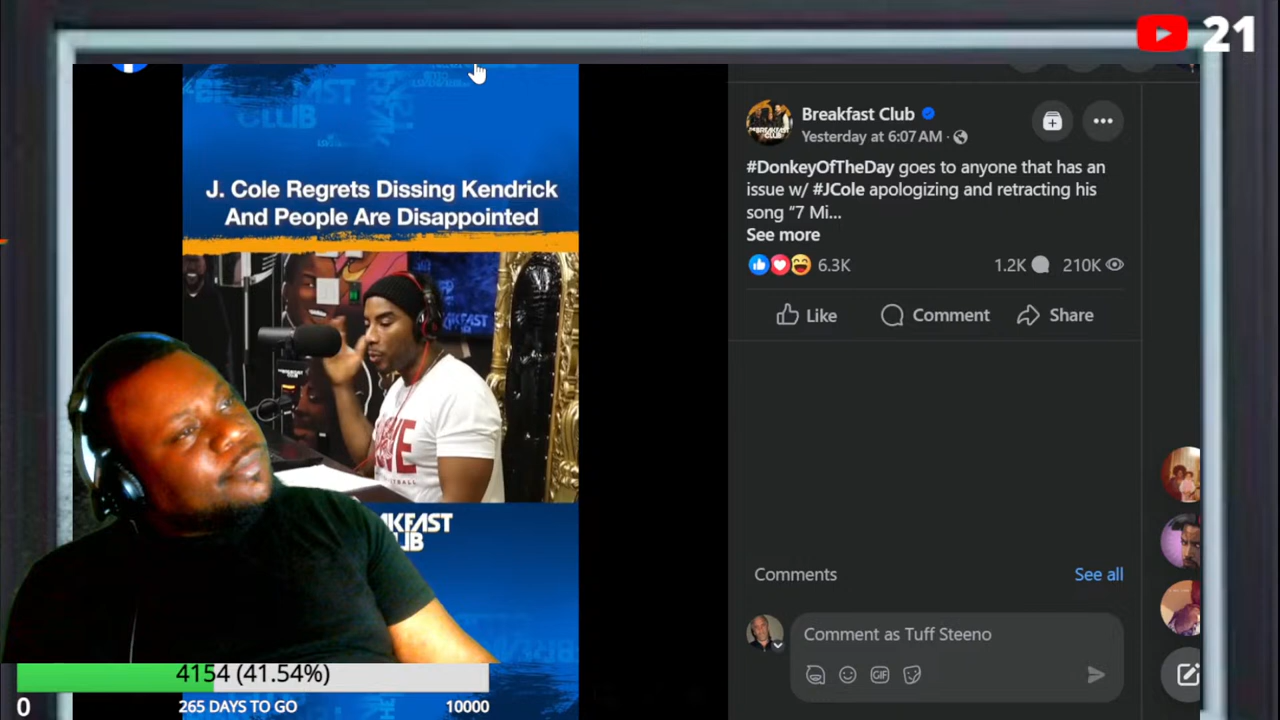 21
BREAKFAST
CLUB
J. Cole Regrets Dissing Kendrick
And People Are Disappointed
Breakfast Club
Yesterday at 6:07 AM ·
#DonkeyOfTheDay goes to anyone that has an
issue w/ #JCole apologizing and retracting his
song “7 Mi...
See more
6.3K 1.2K 210K
Like Comment Share
Comments See all
Comment as Tuff Steeno
GIF
4154 (41.54%)
0 265 DAYS TO GO 10000